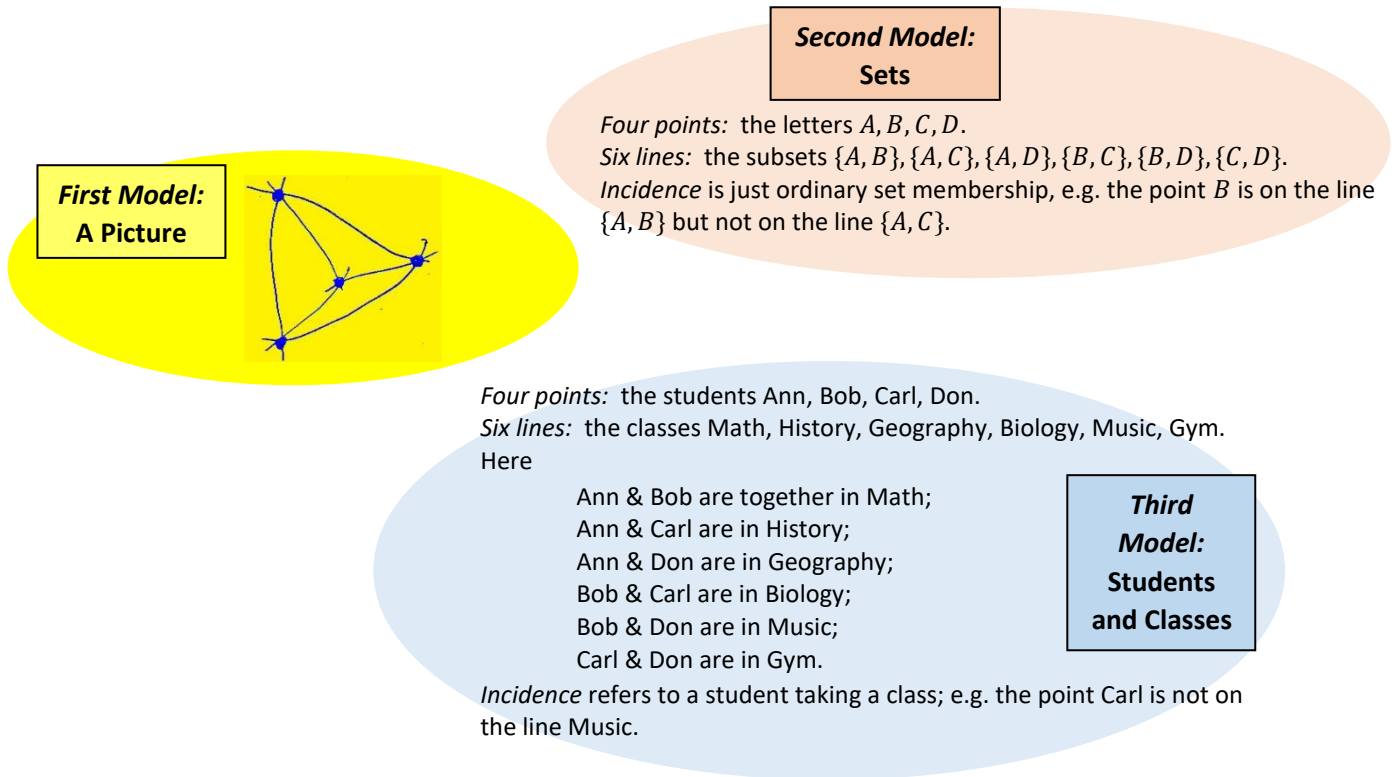 First Model:
A Picture
Second Model:
Sets
Four points: the letters A, B, C, D.
Six lines: the subsets {A, B}, {A, C}, {A, D}, {B, C}, {B, D}, {C, D}.
Incidence is just ordinary set membership, e.g. the point B is on the line
{A, B} but not on the line {A, C}.
Four points: the students Ann, Bob, Carl, Don.
Six lines: the classes Math, History, Geography, Biology, Music, Gym.
Here
Ann & Bob are together in Math;
Ann & Carl are in History;
Ann & Don are in Geography;
Bob & Carl are in Biology;
Bob & Don are in Music;
Carl & Don are in Gym.
Incidence refers to a student taking a class; e.g. the point Carl is not on
the line Music.
Third
Model:
Students
and Classes